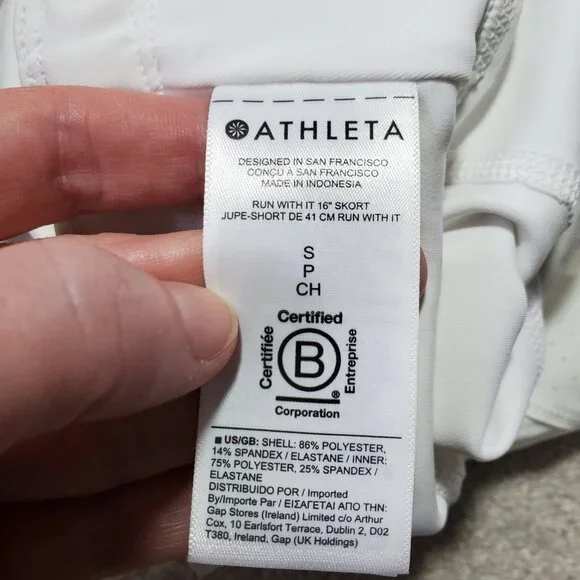 ATHLETA
DESIGNED IN SAN FRANCISCO
CONÇU À SAN FRANCISCO
MADE IN INDONESIA
RUN WITH IT 16" SKORT
JUPE-SHORT DE 41 CM RUN WITH IT
S
P
CH
Certified
Certifiée
B
®
Entreprise
Corporation
■ US/GB: SHELL: 86% POLYESTER,
14% SPANDEX / ELASTANE / INNER:
75% POLYESTER, 25% SPANDEX /
ELASTANE
DISTRIBUIDO POR / Imported
By/Importe Par / ΕΙΣΑΓΕΤΑΙ ΑΠΟ ΤΗΝ:
Gap Stores (Ireland) Limited c/o Arthur
Cox, 10 Earlsfort Terrace, Dublin 2, D02
T380, Ireland, Gap (UK Holdings)